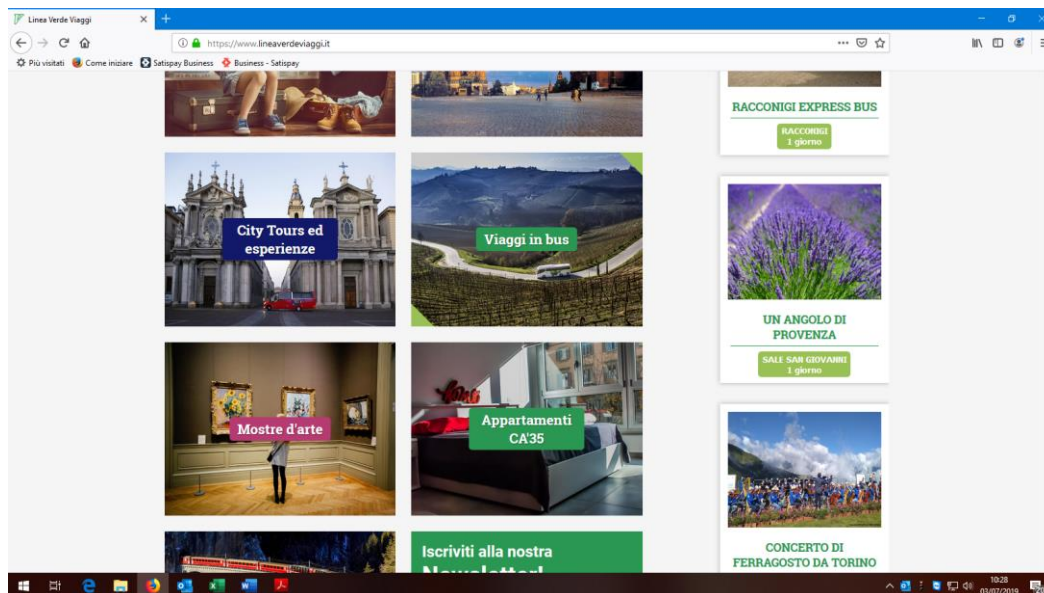 Linea Verde Viaggi
https://www.lineaverdeviaggi.it
Più visitati
Come iniziare
Satispay Business
Business - Satispay
RACCONIGI EXPRESS BUS
RACCONIGI
1 giorno
City Tours ed
esperienze
Viaggi in bus
UN ANGOLO DI
PROVENZA
SALE SAN GIOVANNI
1 giorno
Mostre d'arte
Appartamenti
CA'35
CONCERTO DI
FERRAGOSTO DA TORINO
Iscriviti alla nostra
Newsletter!
10:28
03/07/2019